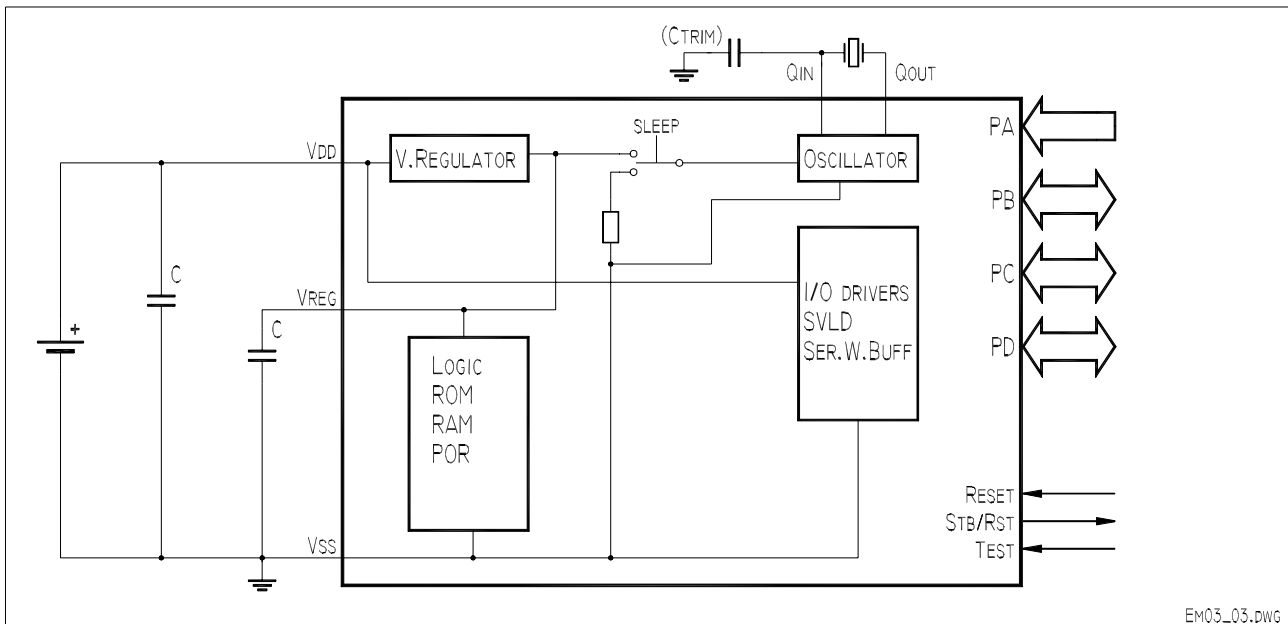 (CTRIM)
QIN
QOUT
SLEEP
PA
VDD
V.REGULATOR
OSCILLATOR
PB
C
I/O DRIVERS
SVLD
SER.W.BUFF
PC
VREG
C
+
PD
LOGIC
ROM
RAM
POR
RESET
STB/RST
TEST
VSS
EM03_03.DWG